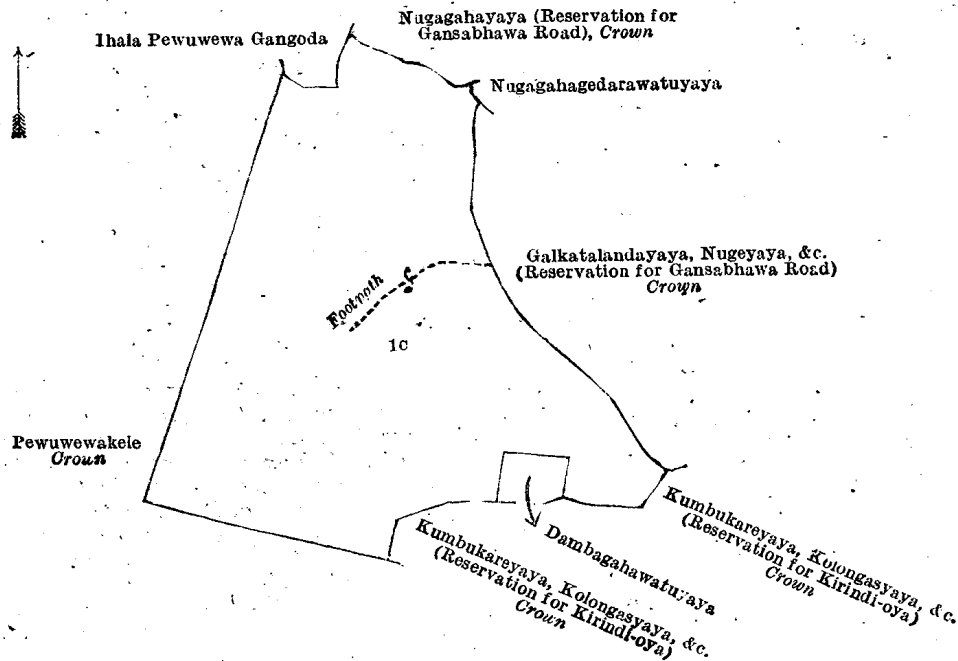 Nugagahayaya (Reservation for
Gansabhawa Road), Crown
Ihala Pewuwewa Gangoda
Nugagahagedarawatuyaya
Galkatalandayaya, Nugeyaya, &c.
(Reservation for Gansabhawa Road)
Crown
Footpath
1c
Pewuwewakele
Crown
Kumbukareyaya, Kolongasyaya, &c.
(Reservation for Kirindi-oya)
Crown
Dambagahawatuyaya
Kumbukareyaya, Kolongasyaya, &c.
(Reservation for Kirindi-oya)
Crown